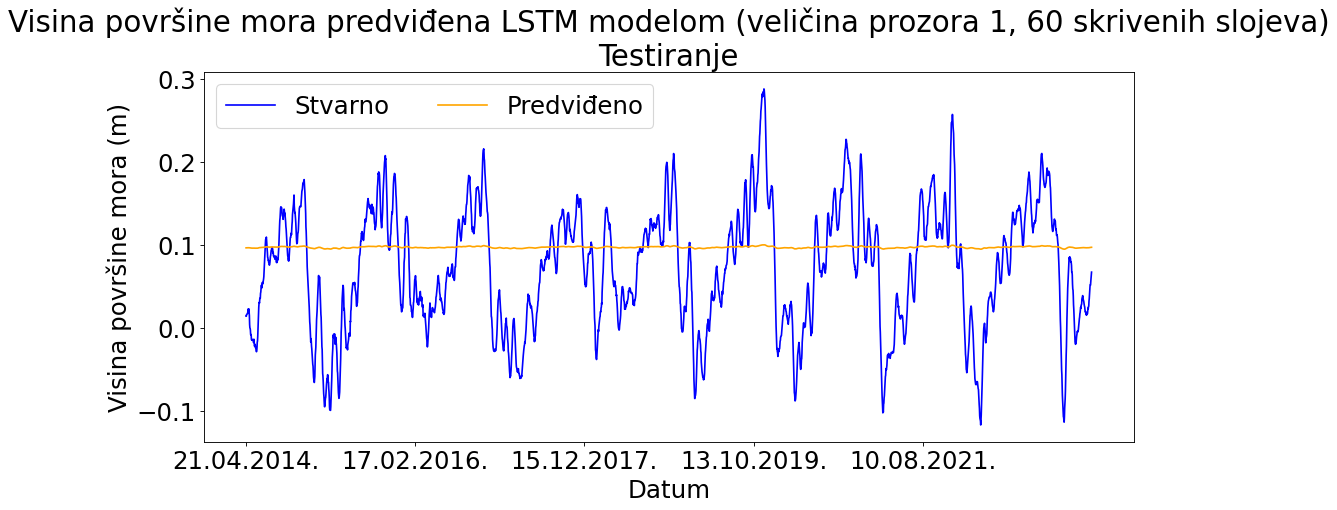 Visina površine mora predviđena LSTM modelom (veličina prozora 1, 60 skrivenih slojeva)
Testiranje
Stvarno Predviđeno
Visina površine mora (m)
0.3
0.2
0.1
0.0
−0.1
21.04.2014. 17.02.2016. 15.12.2017. 13.10.2019. 10.08.2021.
Datum